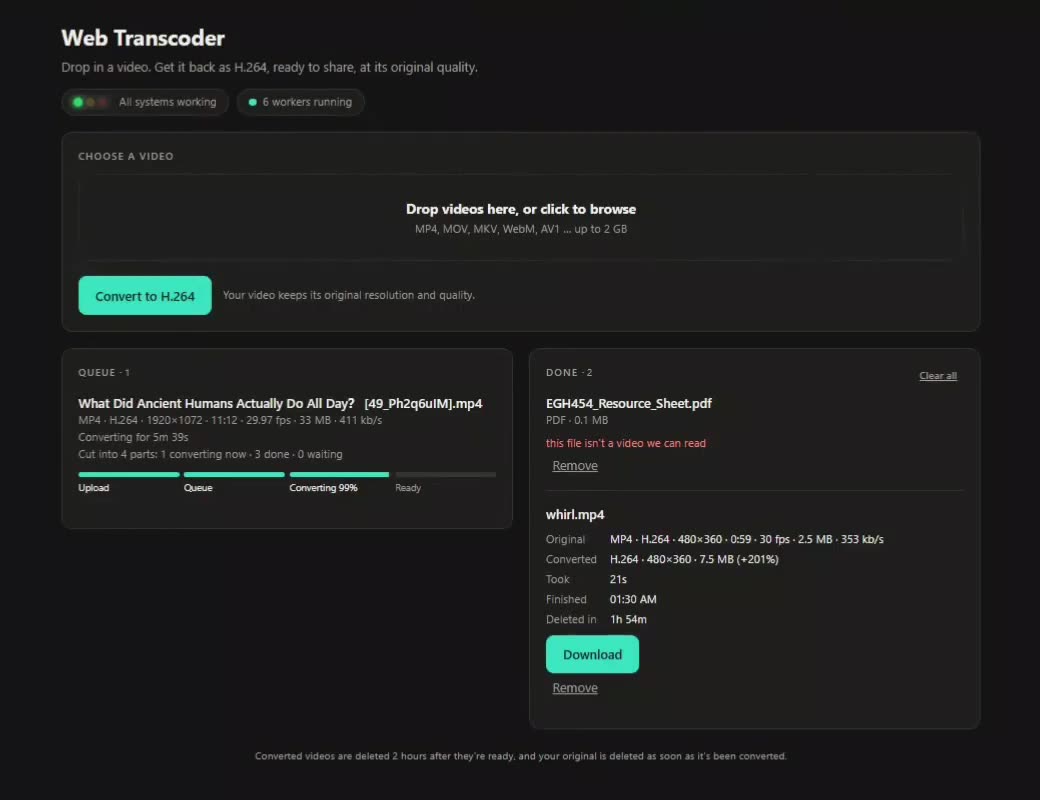 Web Transcoder
Drop in a video. Get it back as H.264, ready to share, at its original quality.
All systems working
6 workers running
CHOOSE A VIDEO
Drop videos here, or click to browse
MP4, MOV, MKV, WebM, AV1 ... up to 2 GB
Convert to H.264
Your video keeps its original resolution and quality.
QUEUE · 1
What Did Ancient Humans Actually Do All Day? [49_Ph2q6uIM].mp4
MP4 · H.264 · 1920×1072 · 11:12 · 29.97 fps · 33 MB · 411 kb/s
Converting for 5m 39s
Cut into 4 parts: 1 converting now · 3 done · 0 waiting
Upload Queue Converting 99% Ready
DONE · 2
Clear all
EGH454_Resource_Sheet.pdf
PDF · 0.1 MB
this file isn't a video we can read
Remove
whirl.mp4
Original MP4 · H.264 · 480×360 · 0:59 · 30 fps · 2.5 MB · 353 kb/s
Converted H.264 · 480×360 · 7.5 MB (+201%)
Took 21s
Finished 01:30 AM
Deleted in 1h 54m
Download
Remove
Converted videos are deleted 2 hours after they're ready, and your original is deleted as soon as it's been converted.